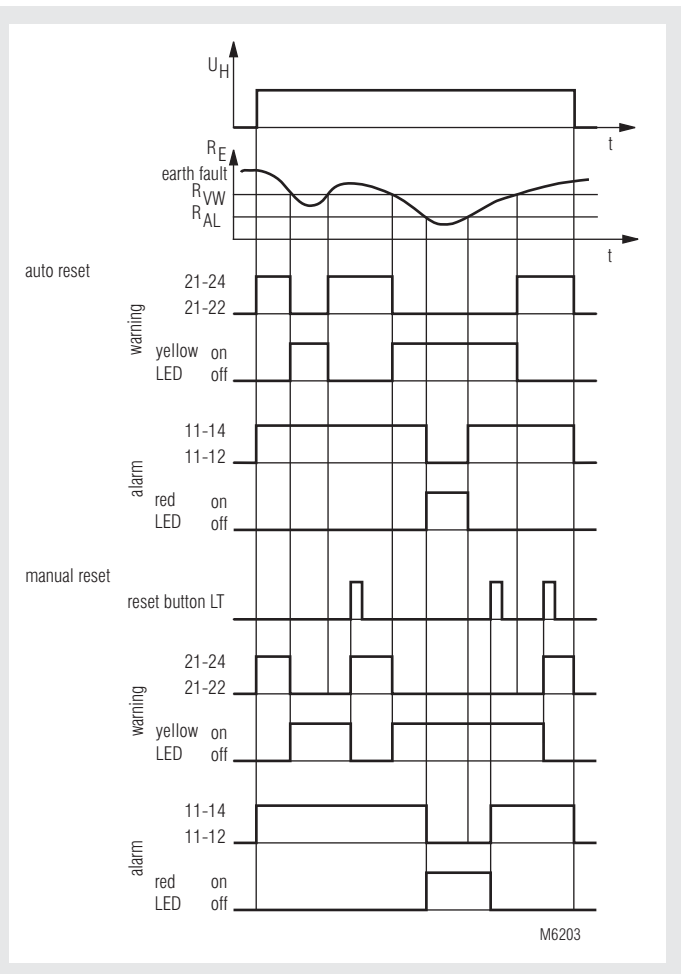 U_H
t
R_E
earth fault
R_VW
R_AL
t
auto reset
21-24
21-22
warning
yellow on
LED off
11-14
11-12
alarm
red on
LED off
manual reset
reset button LT
21-24
21-22
warning
yellow on
LED off
11-14
11-12
alarm
red on
LED off
M6203